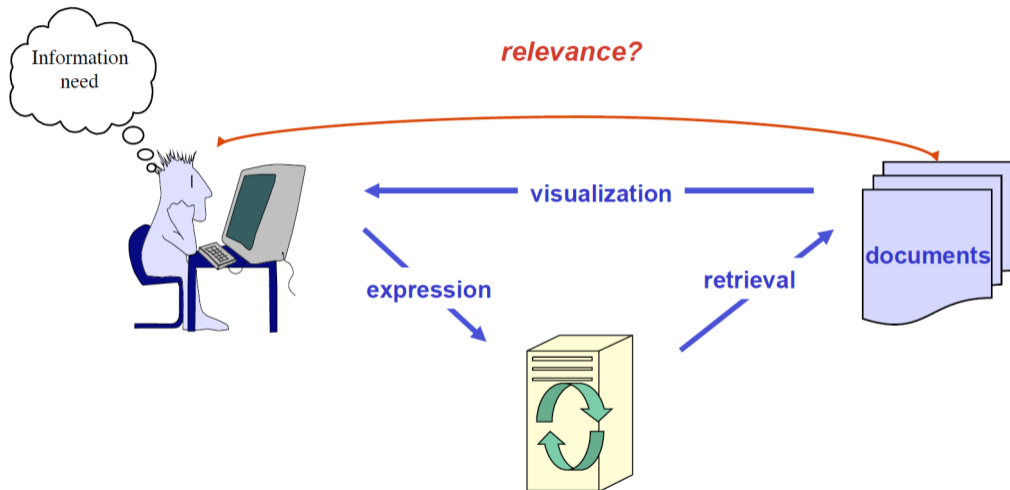 Information
need
relevance?
visualization
documents
expression
retrieval